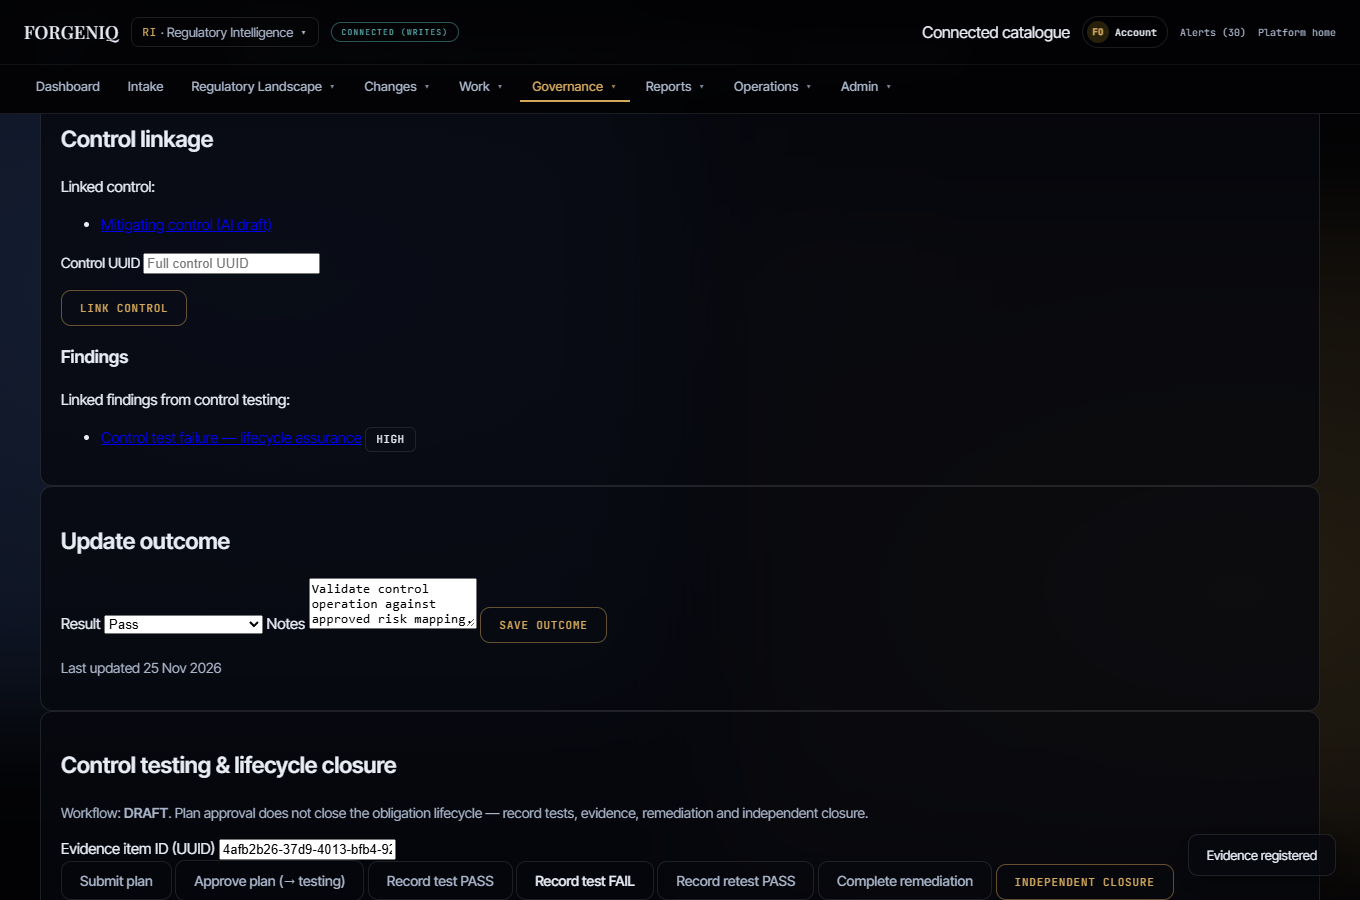 FORGENIQ
RI · Regulatory Intelligence ▾
CONNECTED (WRITES)
Connected catalogue
FO Account
Alerts (30)
Platform home
Dashboard
Intake
Regulatory Landscape ▾
Changes ▾
Work ▾
Governance ▾
Reports ▾
Operations ▾
Admin ▾
Control linkage
Linked control:
• Mitigating control (AI draft)
Control UUID Full control UUID
LINK CONTROL
Findings
Linked findings from control testing:
• Control test failure — lifecycle assurance HIGH
Update outcome
Result Pass
Notes
Validate control
operation against
approved risk mapping.
SAVE OUTCOME
Last updated 25 Nov 2026
Control testing & lifecycle closure
Workflow: DRAFT. Plan approval does not close the obligation lifecycle — record tests, evidence, remediation and independent closure.
Evidence item ID (UUID) 4afb2b26-37d9-4013-bfb4-92
Evidence registered
Submit plan
Approve plan (→ testing)
Record test PASS
Record test FAIL
Record retest PASS
Complete remediation
INDEPENDENT CLOSURE